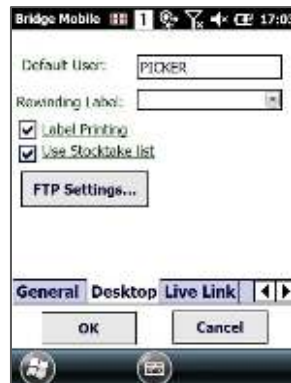 Bridge Mobile 1 17:03
Default User: PICKER
Rewinding Label:
Label Printing
Use Stocktake list
FTP Settings...
General Desktop Live Link
OK Cancel